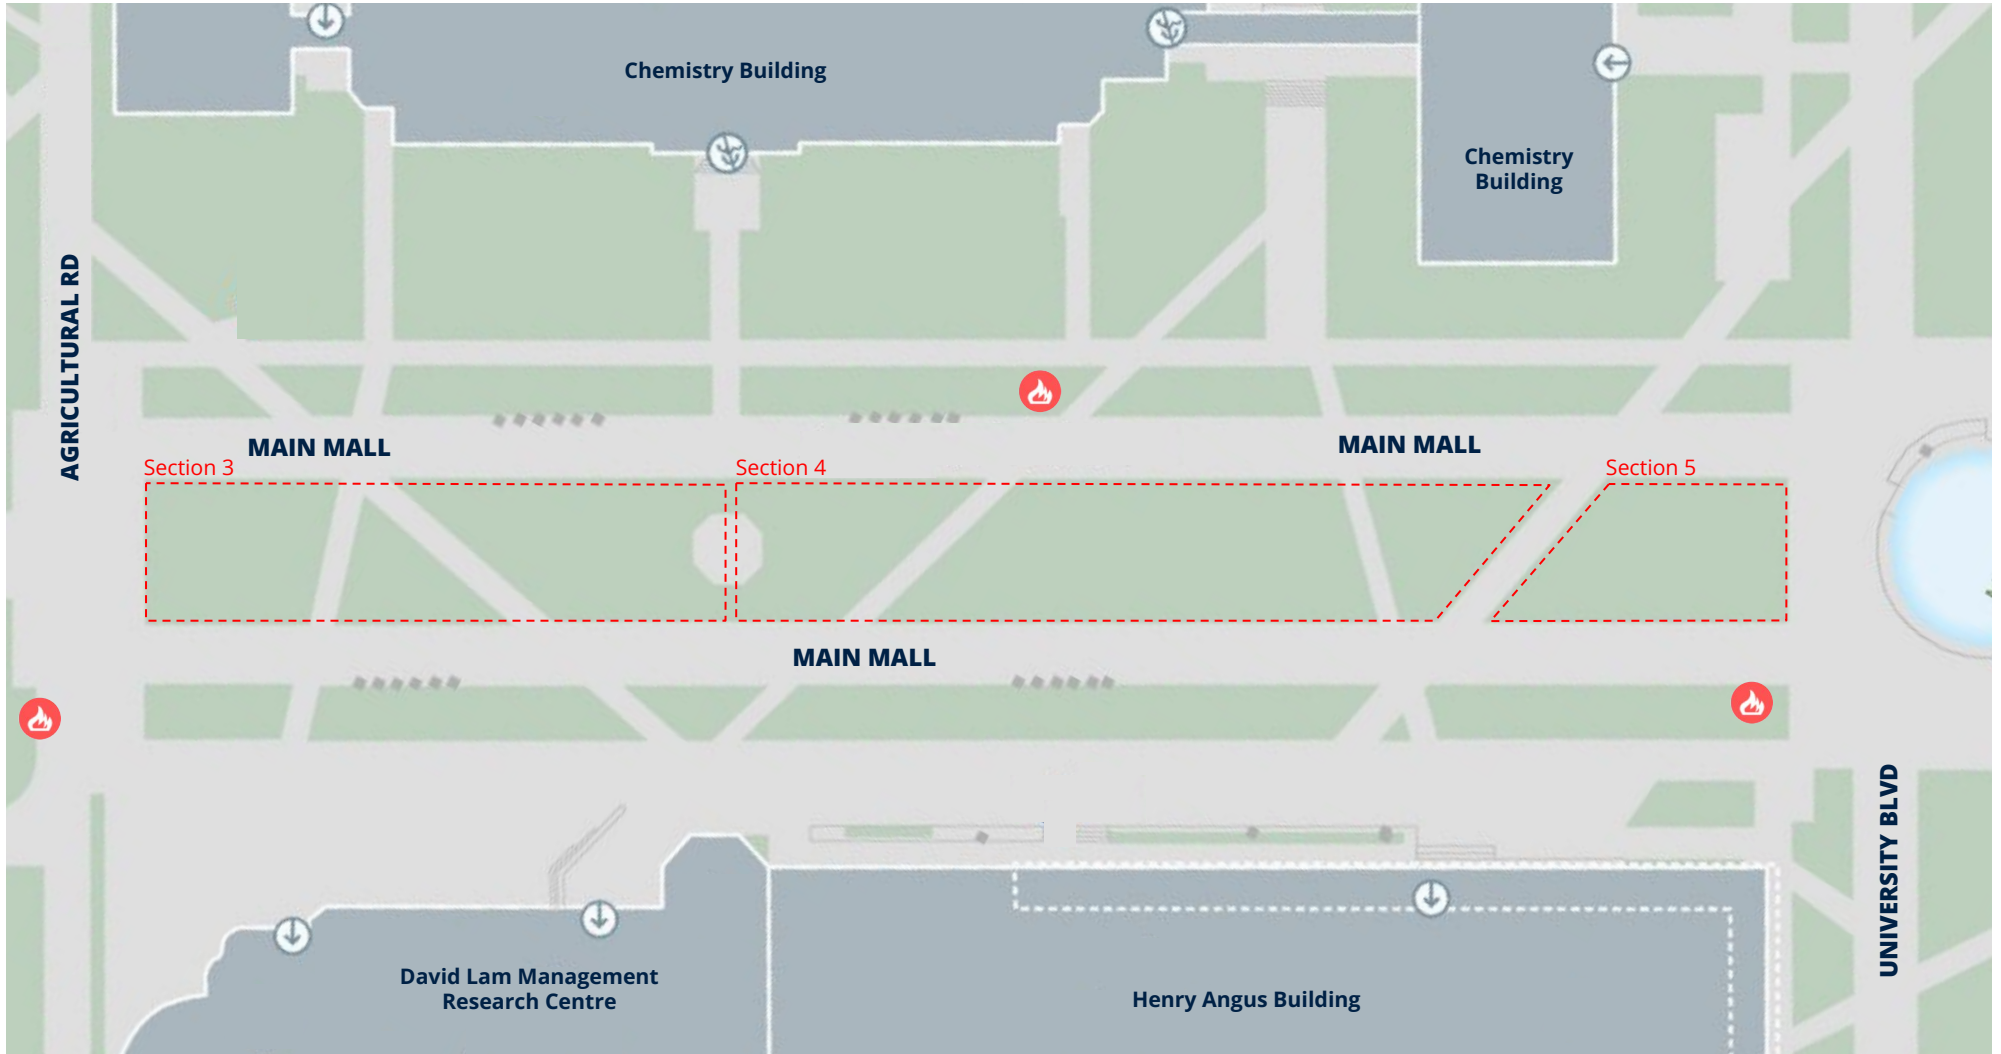 Chemistry Building
Chemistry
Building
AGRICULTURAL RD
MAIN MALL
MAIN MALL
Section 3
Section 4
Section 5
MAIN MALL
UNIVERSITY BLVD
David Lam Management
Research Centre
Henry Angus Building